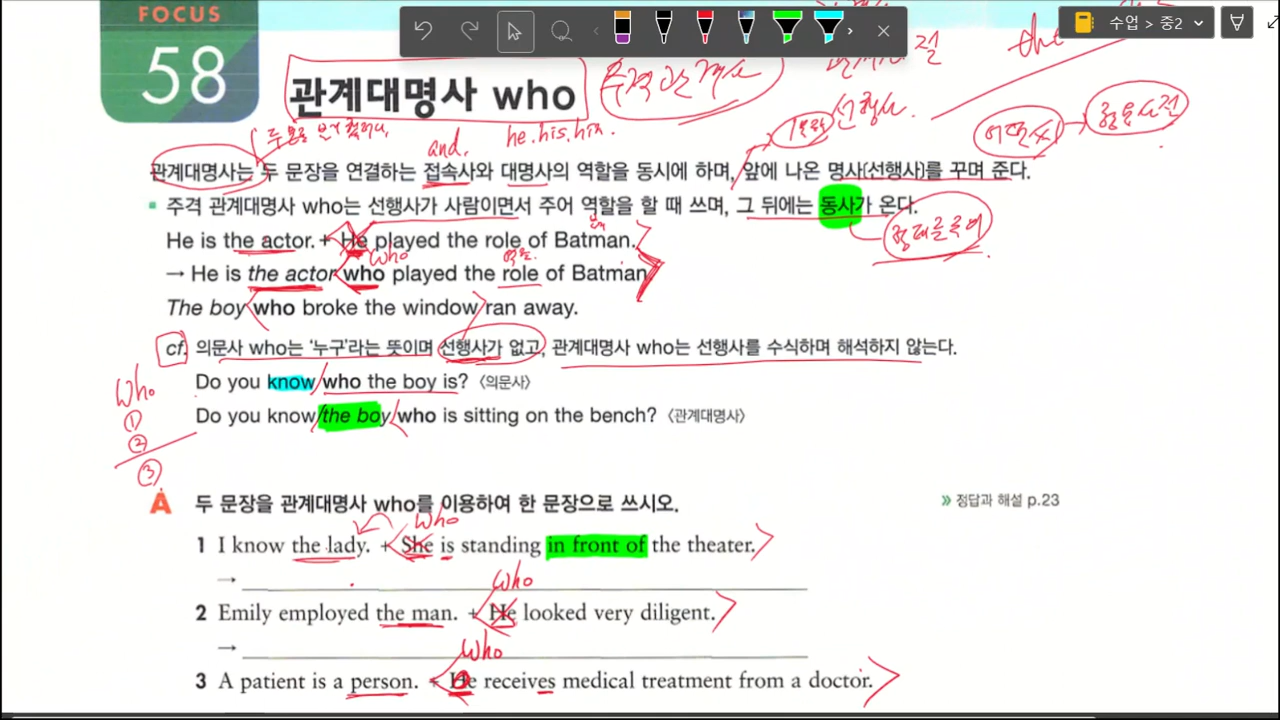 FOCUS
58
수업 > 중2
관계대명사 who
주격 관.대.사
선행사.
and.
he.his.him.
관계대명사는 두 문장을 연결하는 접속사와 대명사의 역할을 동시에 하며, 앞에 나온 명사(선행사)를 꾸며 준다.
주격 관계대명사 who는 선행사가 사람이면서 주어 역할을 할 때 쓰며, 그 뒤에는 동사가 온다.
He is the actor. + He played the role of Batman.
who
→ He is the actor who played the role of Batman
The boy who broke the window ran away.
cf. 의문사 who는 ‘누구’라는 뜻이며 선행사가 없고, 관계대명사 who는 선행사를 수식하며 해석하지 않는다.
Do you know who the boy is? 〈의문사〉
Do you know the boy who is sitting on the bench? 〈관계대명사〉
Who
①
②
③
A 두 문장을 관계대명사 who를 이용하여 한 문장으로 쓰시오.
» 정답과 해설 p.23
who
1 I know the lady. + She is standing in front of the theater.
→
who
2 Emily employed the man. + He looked very diligent.
→
who
3 A patient is a person. + He receives medical treatment from a doctor.